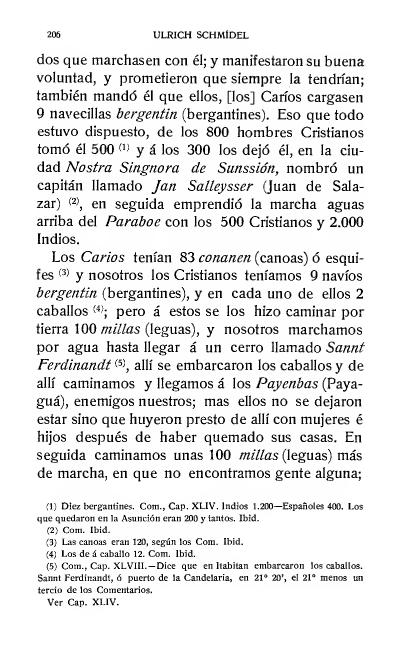 206 ULRICH SCHMÍDEL
dos que marchasen con él; y manifestaron su buena
voluntad, y prometieron que siempre la tendrían;
también mandó él que ellos, [los] Caríos cargasen
9 navecillas bergentin (bergantines). Eso que todo
estuvo dispuesto, de los 800 hombres Cristianos
tomó él 500 (1) y á los 300 los dejó él, en la ciu-
dad Nostra Singnora de Sunssión, nombró un
capitán llamado Jan Salleysser (Juan de Sala-
zar) (2), en seguida emprendió la marcha aguas
arriba del Paraboe con los 500 Cristianos y 2.000
Indios.
Los Carios tenían 83 conanen (canoas) ó esqui-
fes (3) y nosotros los Cristianos teníamos 9 navíos
bergentin (bergantines), y en cada uno de ellos 2
caballos (4); pero á estos se los hizo caminar por
tierra 100 millas (leguas), y nosotros marchamos
por agua hasta llegar á un cerro llamado Sannt
Ferdinandt (5), allí se embarcaron los caballos y de
allí caminamos y llegamos á los Payenbas (Paya-
guá), enemigos nuestros; mas ellos no se dejaron
estar sino que huyeron presto de allí con mujeres é
hijos después de haber quemado sus casas. En
seguida caminamos unas 100 millas (leguas) más
de marcha, en que no encontramos gente alguna;
(1) Diez bergantines. Com., Cap. XLIV. Indios 1.200—Españoles 400. Los
que quedaron en la Asunción eran 200 y tantos. Ibid.
(2) Com. Ibid.
(3) Las canoas eran 120, según los Com. Ibid.
(4) Los de á caballo 12. Com. Ibid.
(5) Com., Cap. XLVIII.—Dice que en Itabitan embarcaron los caballos.
Sannt Ferdinandt, ó puerto de la Candelaria, en 21° 20', el 21° menos un
tercio de los Comentarios.
Ver Cap. XLIV.